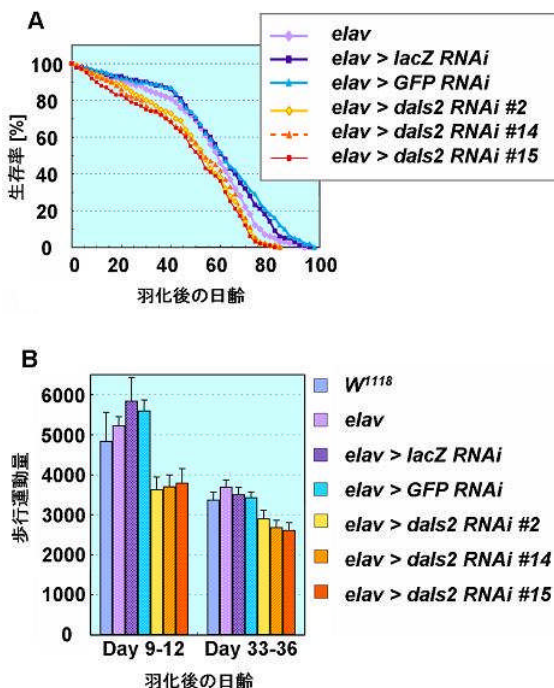 A
elav
elav > lacZ RNAi
elav > GFP RNAi
elav > dals2 RNAi #2
elav > dals2 RNAi #14
elav > dals2 RNAi #15
生存率 [%]
100
80
60
40
20
0
0 20 40 60 80 100
羽化後の日齢
B
W1118
elav
elav > lacZ RNAi
elav > GFP RNAi
elav > dals2 RNAi #2
elav > dals2 RNAi #14
elav > dals2 RNAi #15
歩行運動量
6000
5000
4000
3000
2000
1000
0
Day 9-12 Day 33-36
羽化後の日齢